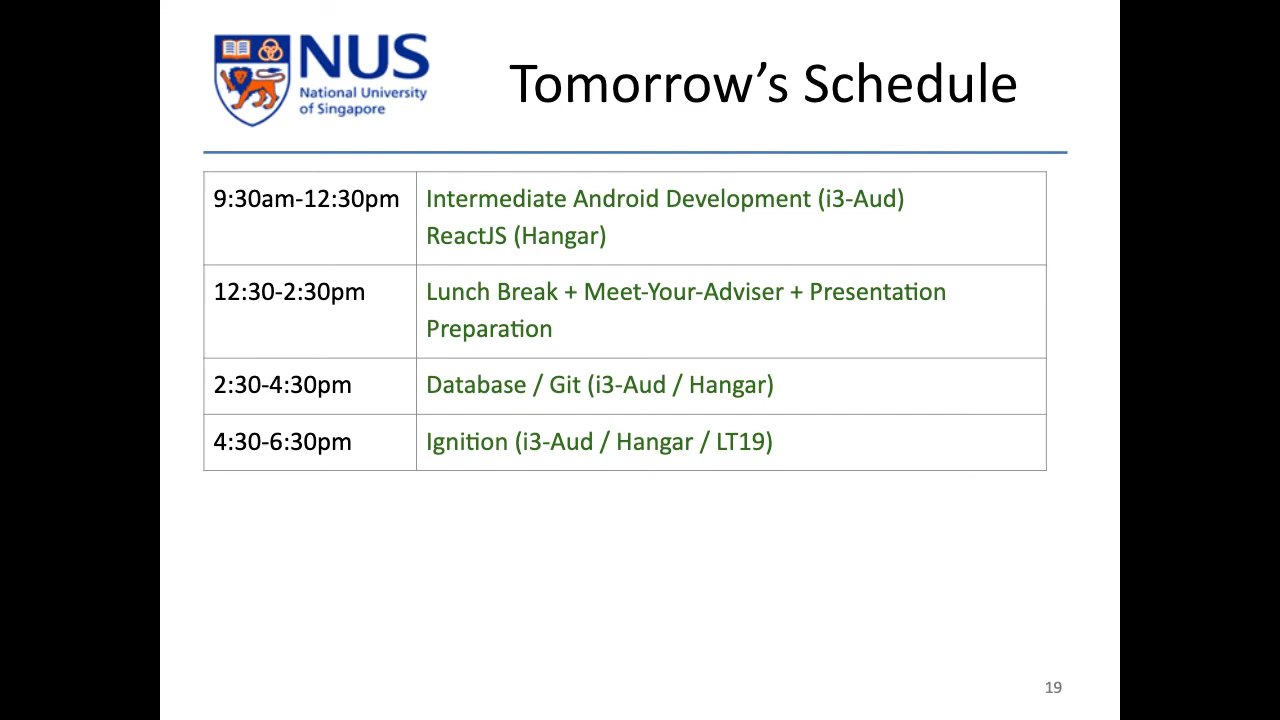 NUS
National University
of Singapore
Tomorrow’s Schedule
9:30am-12:30pm
Intermediate Android Development (i3-Aud)
ReactJS (Hangar)
12:30-2:30pm
Lunch Break + Meet-Your-Adviser + Presentation
Preparation
2:30-4:30pm
Database / Git (i3-Aud / Hangar)
4:30-6:30pm
Ignition (i3-Aud / Hangar / LT19)
19